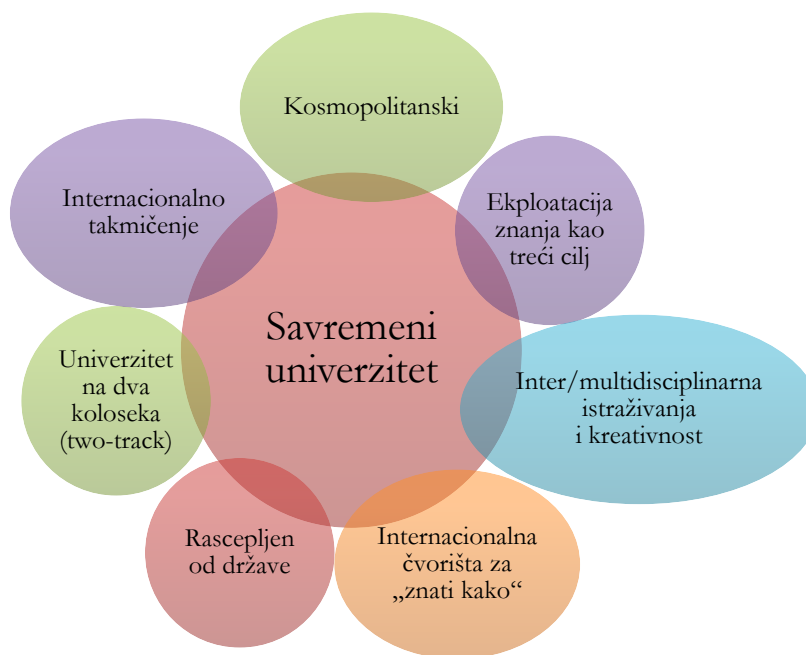 Kosmopolitanski
Ekploatacija
znanja kao
treći cilj
Inter/multidisciplinarna
istraživanja
i kreativnost
Internacionalna
čvorišta za
„znati kako“
Rascepljen
od države
Univerzitet
na dva
koloseka
(two-track)
Internacionalno
takmičenje
Savremeni
univerzitet